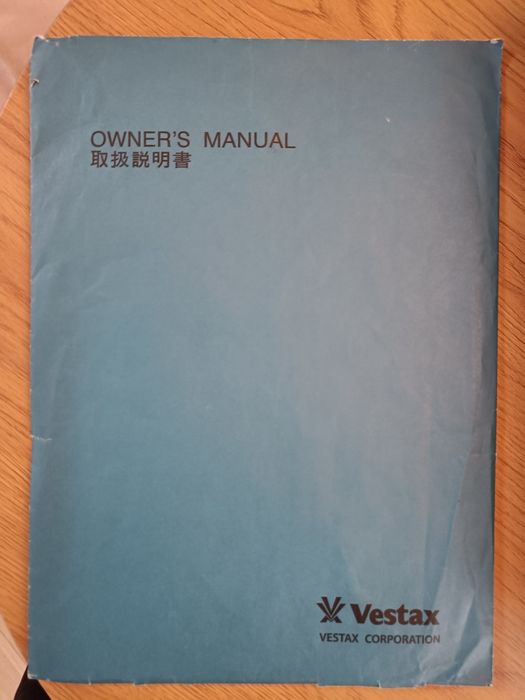 OWNER'S MANUAL
取扱説明書
Vestax
VESTAX CORPORATION